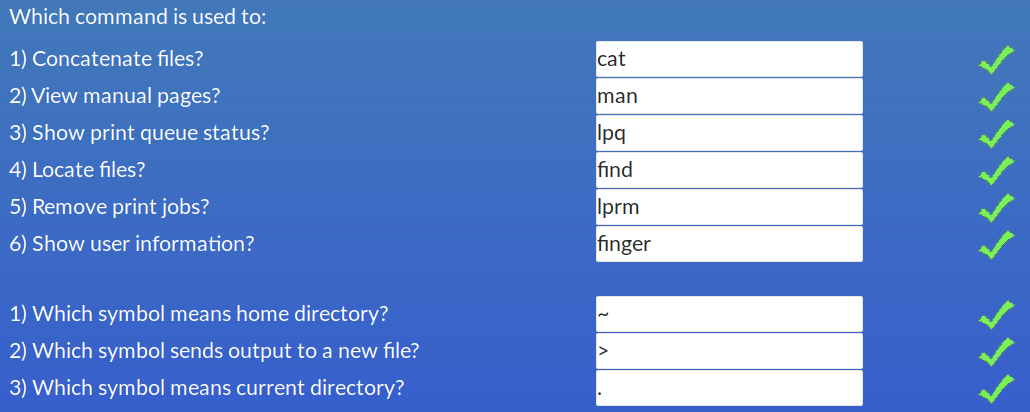 Which command is used to:
1) Concatenate files? cat
2) View manual pages? man
3) Show print queue status? lpq
4) Locate files? find
5) Remove print jobs? lprm
6) Show user information? finger
1) Which symbol means home directory? ~
2) Which symbol sends output to a new file? >
3) Which symbol means current directory? .